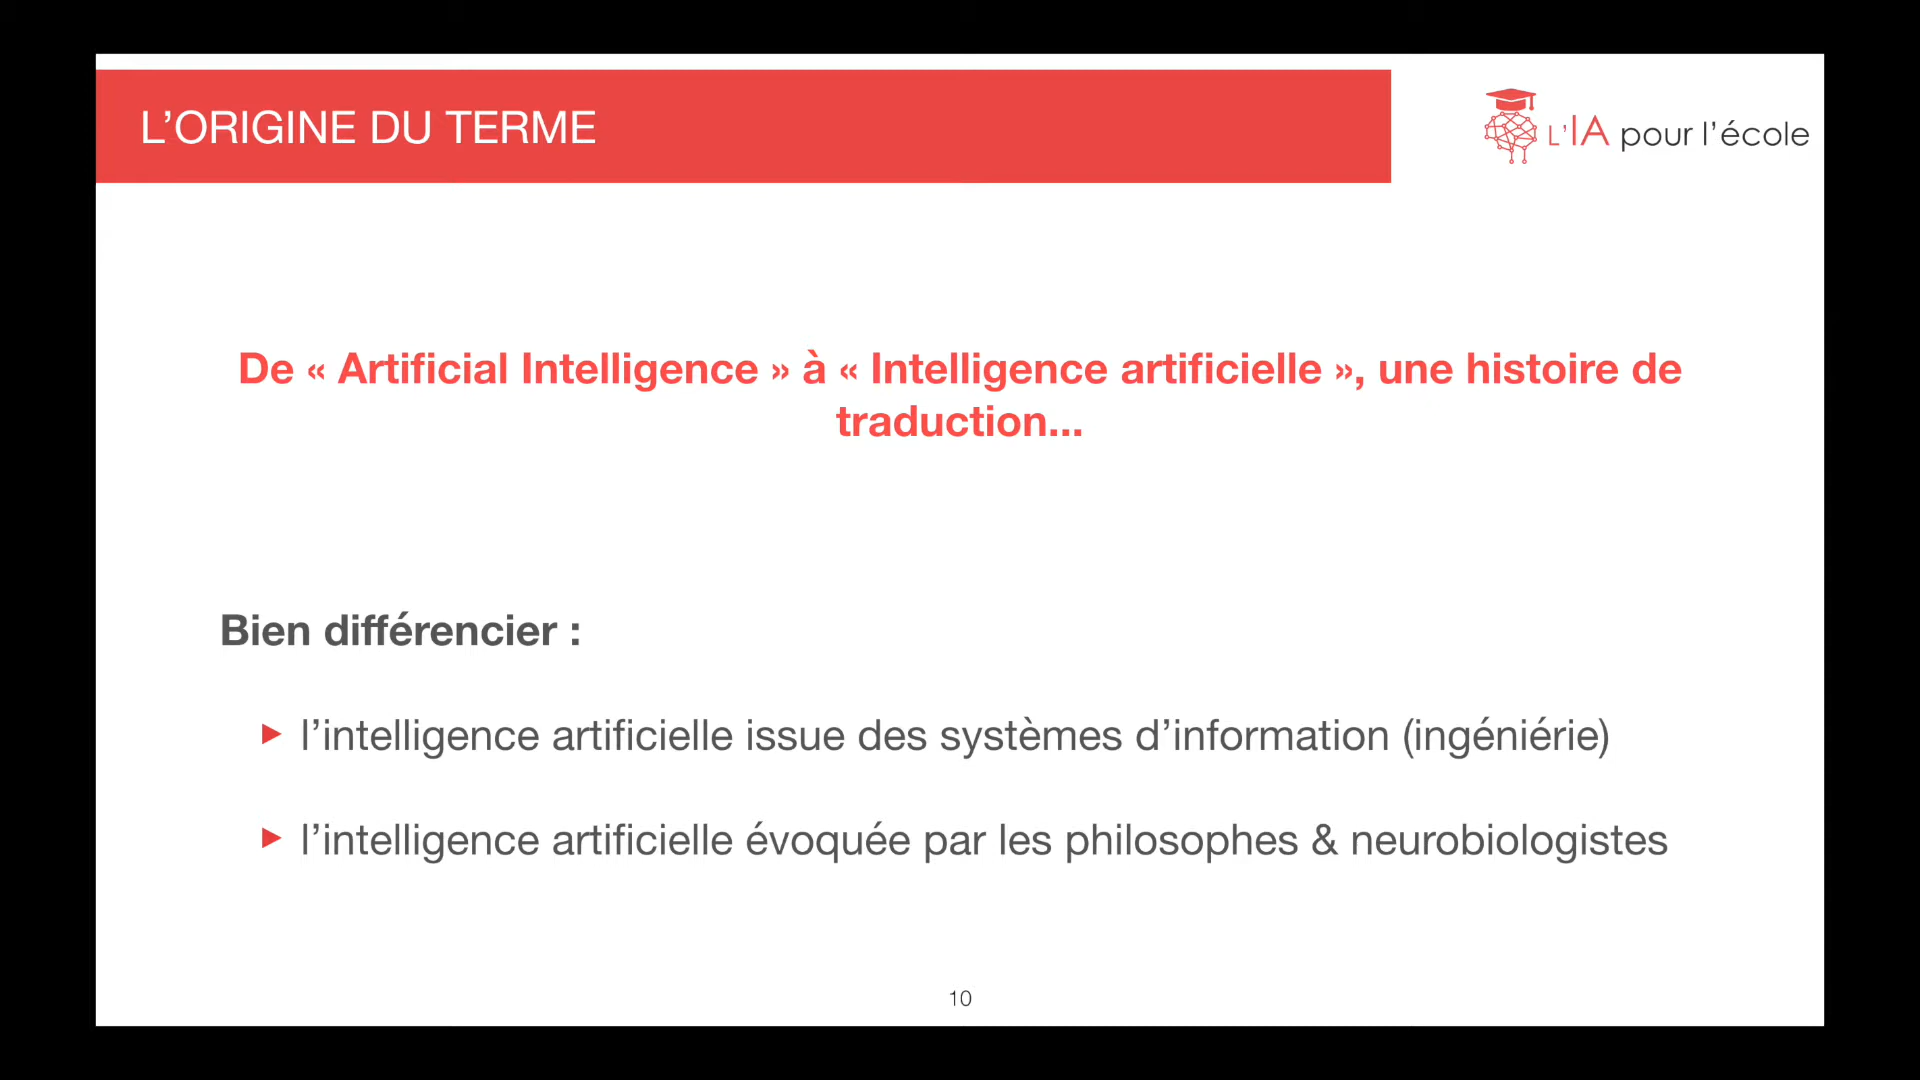 L’ORIGINE DU TERME
L’IA pour l’école
De « Artificial Intelligence » à « Intelligence artificielle », une histoire de
traduction...
Bien différencier :
▶ l’intelligence artificielle issue des systèmes d’information (ingéniérie)
▶ l’intelligence artificielle évoquée par les philosophes & neurobiologistes
10